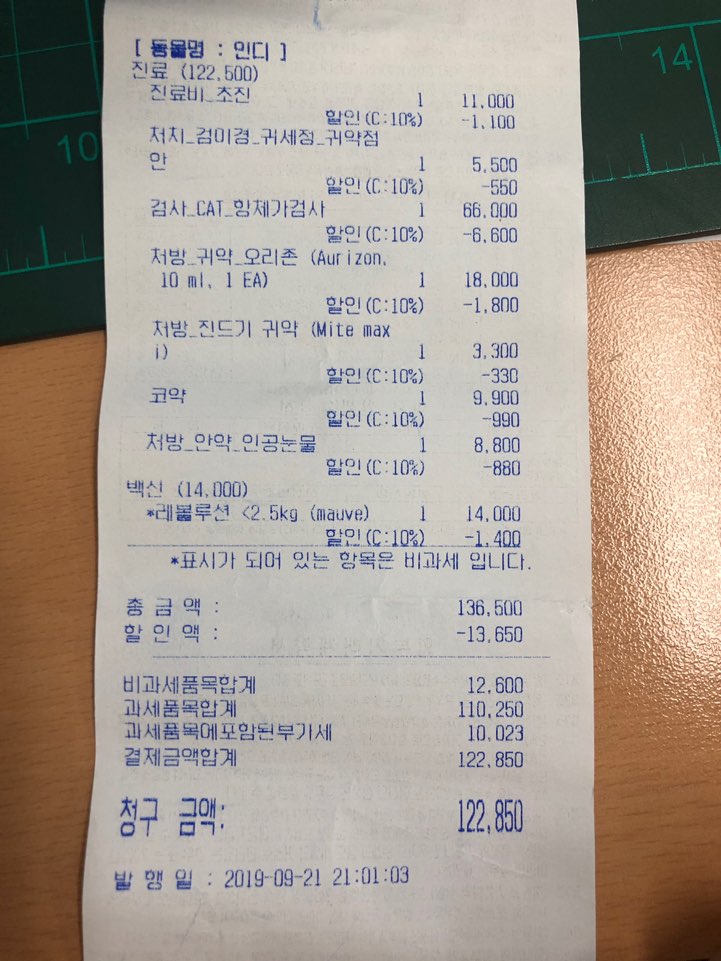 [ 동물명 : 인디 ]
진료 (122,500)
진료비_초진 1 11,000
할인(C:10%) -1,100
처치_검이경_귀세정_귀약점
안 1 5,500
할인(C:10%) -550
검사_CAT_항체가검사 1 66,000
할인(C:10%) -6,600
처방_귀약_오리존 (Aurizon,
10 ml, 1 EA) 1 18,000
할인(C:10%) -1,800
처방_진드기 귀약 (Mite max
i) 1 3,300
할인(C:10%) -330
코약 1 9,900
할인(C:10%) -990
처방_안약_인공눈물 1 8,800
할인(C:10%) -880
백신 (14,000)
*레볼루션 <2.5kg (mauve) 1 14,000
할인(C:10%) -1,400
*표시가 되어 있는 항목은 비과세 입니다.
총 금 액 : 136,500
할 인 액 : -13,650
비과세품목합계 12,600
과세품목합계 110,250
과세품목에포함된부가세 10,023
결제금액합계 122,850
청구 금액: 122,850
발 행 일 : 2019-09-21 21:01:03
10
14